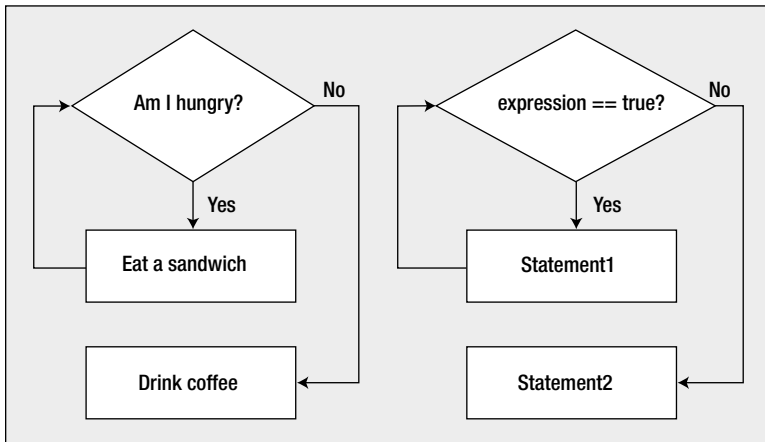 Am I hungry?
No
Yes
Eat a sandwich
Drink coffee
expression == true?
No
Yes
Statement1
Statement2